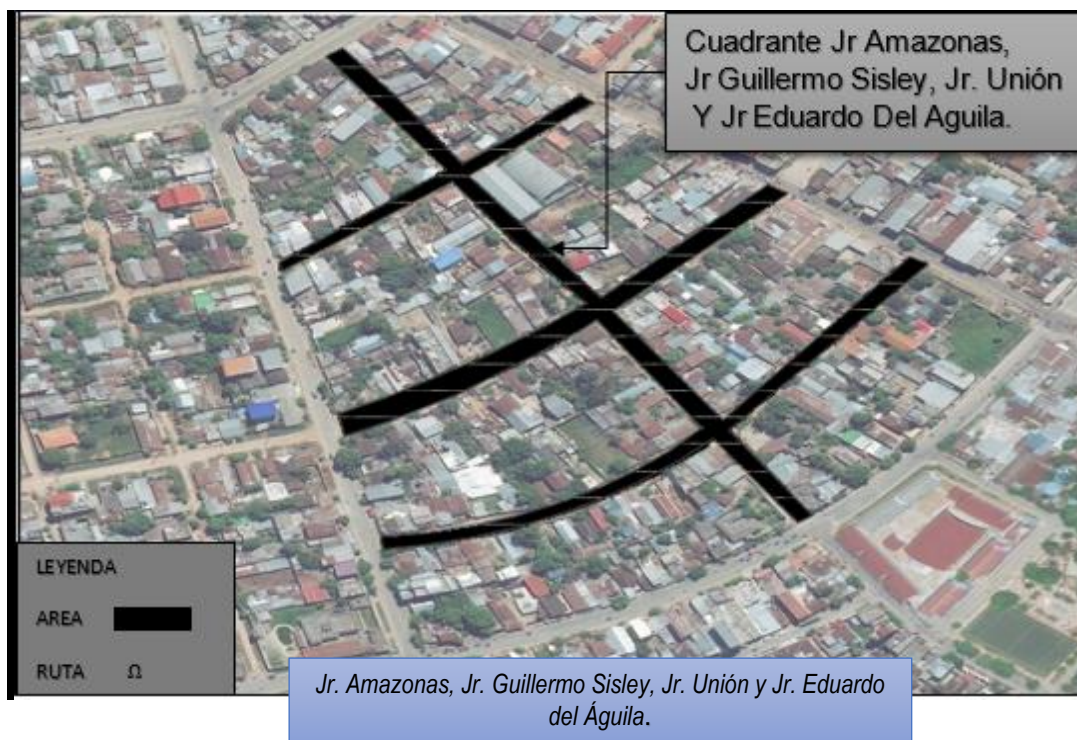 Cuadrante Jr Amazonas,
Jr Guillermo Sisley, Jr. Unión
Y Jr Eduardo Del Aguila.
LEYENDA
AREA
RUTA Ω
Jr. Amazonas, Jr. Guillermo Sisley, Jr. Unión y Jr. Eduardo
del Águila.